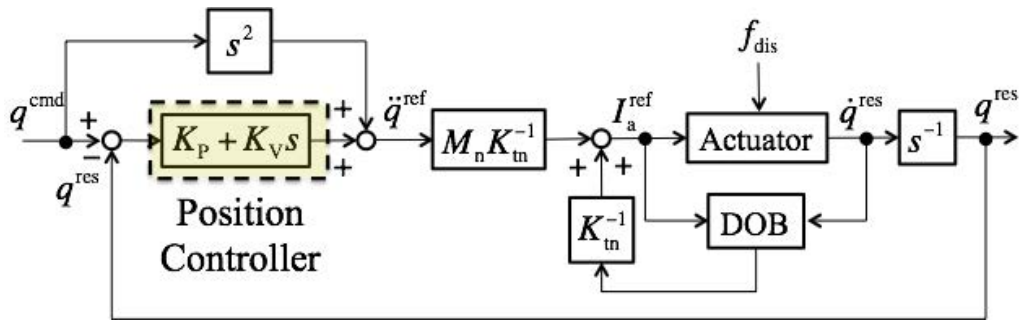 s²
f_dis
q^cmd
+
+
q̈^ref
I_a^ref
q̇^res
q^res
K_P + K_V s
M_n K_tn^-1
Actuator
s^-1
−
+
+
+
q^res
Position
Controller
K_tn^-1
DOB